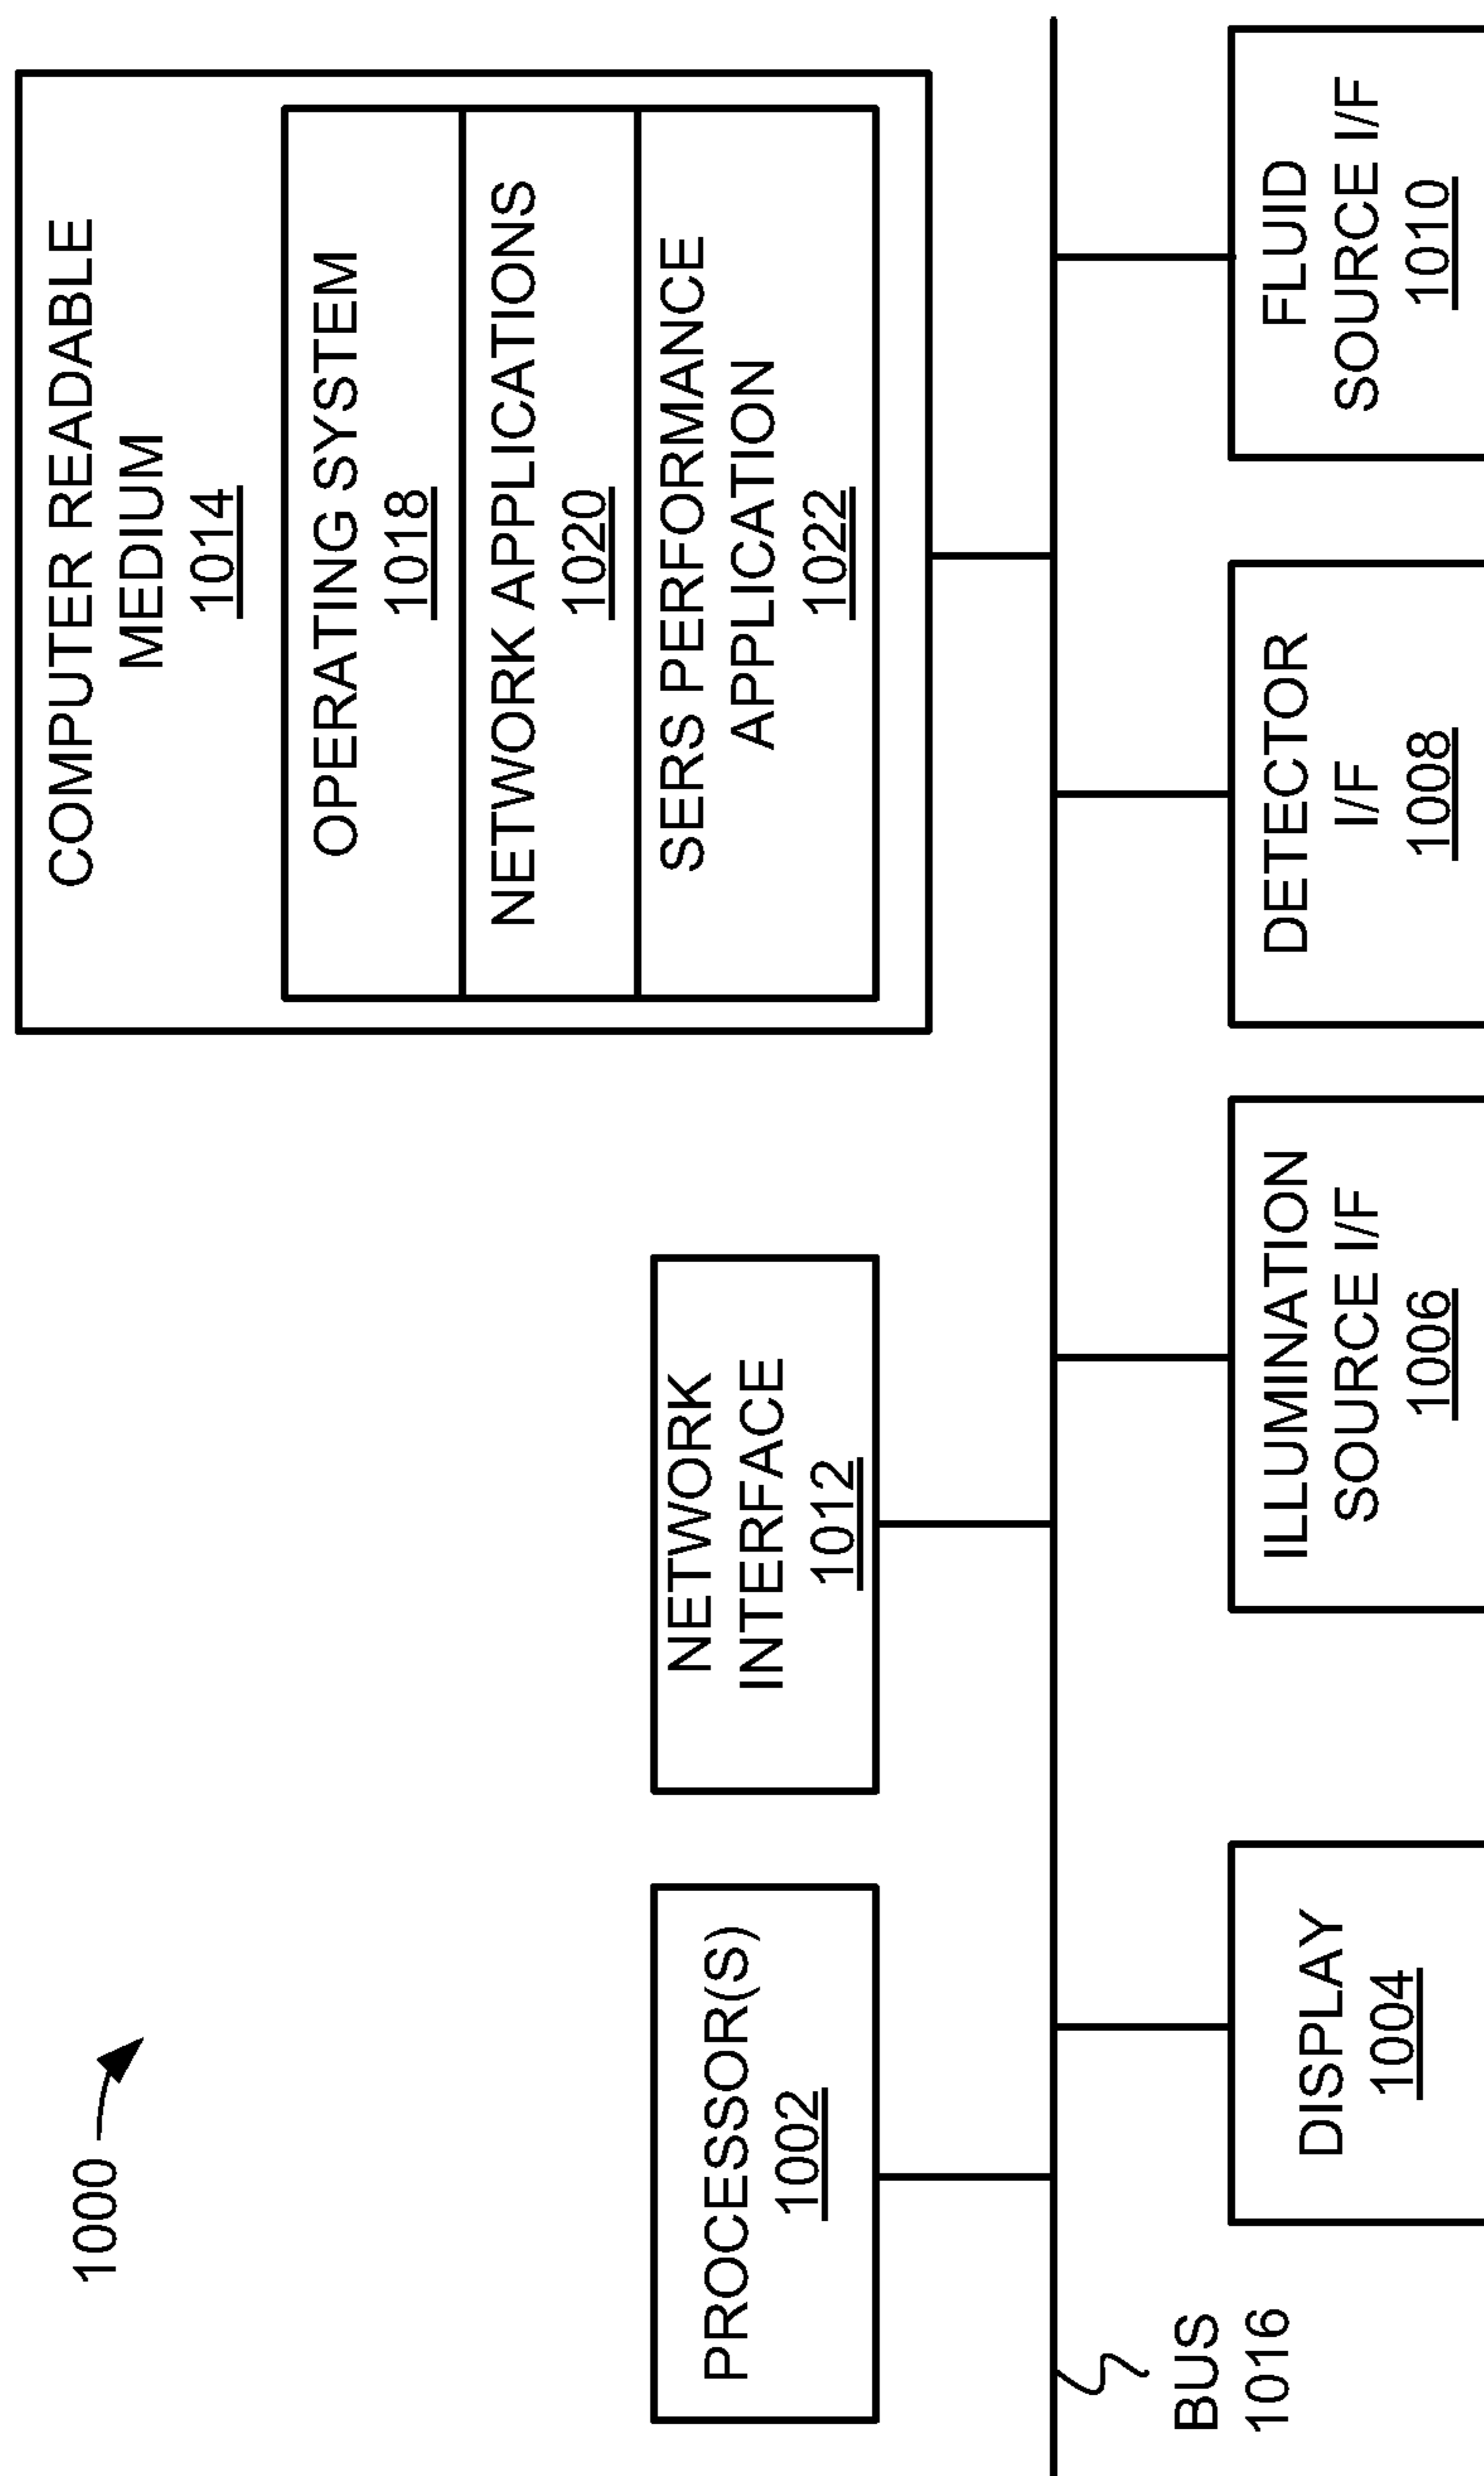 1000
COMPUTER READABLE
MEDIUM
1014
OPERATING SYSTEM
1018
NETWORK APPLICATIONS
1020
SERS PERFORMANCE
APPLICATION
1022
PROCESSOR(S)
1002
NETWORK
INTERFACE
1012
BUS
1016
DISPLAY
1004
ILLUMINATION
SOURCE I/F
1006
DETECTOR
I/F
1008
FLUID
SOURCE I/F
1010